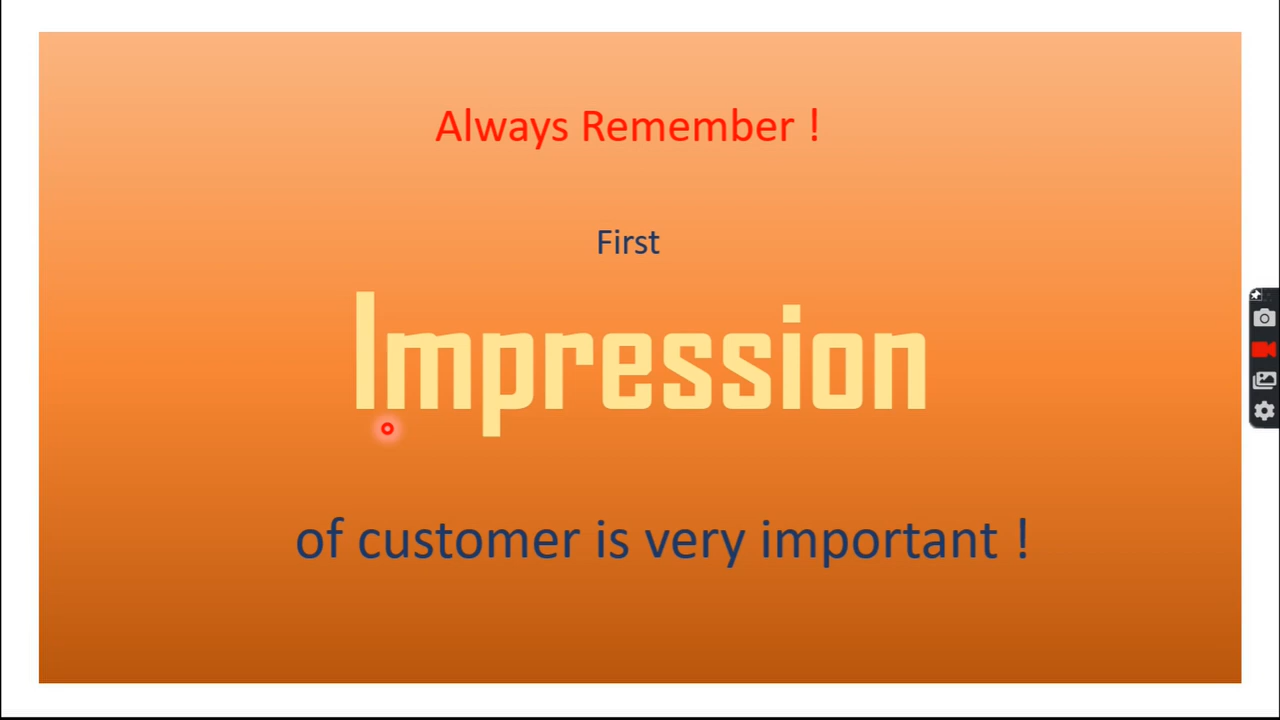 Always Remember !
First
Impression
of customer is very important !